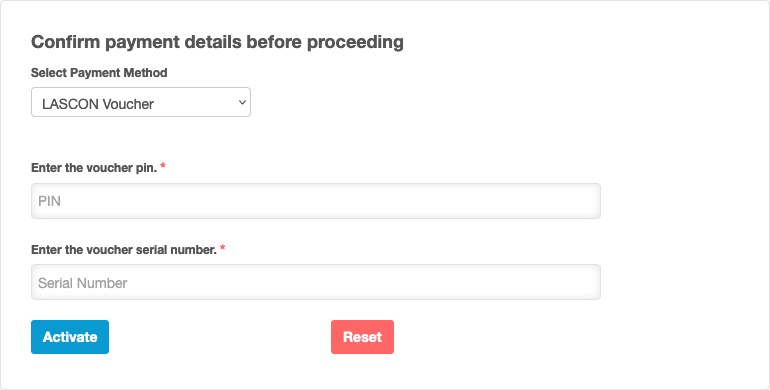 Confirm payment details before proceeding
Select Payment Method
LASCON Voucher
Enter the voucher pin. *
PIN
Enter the voucher serial number. *
Serial Number
Activate Reset